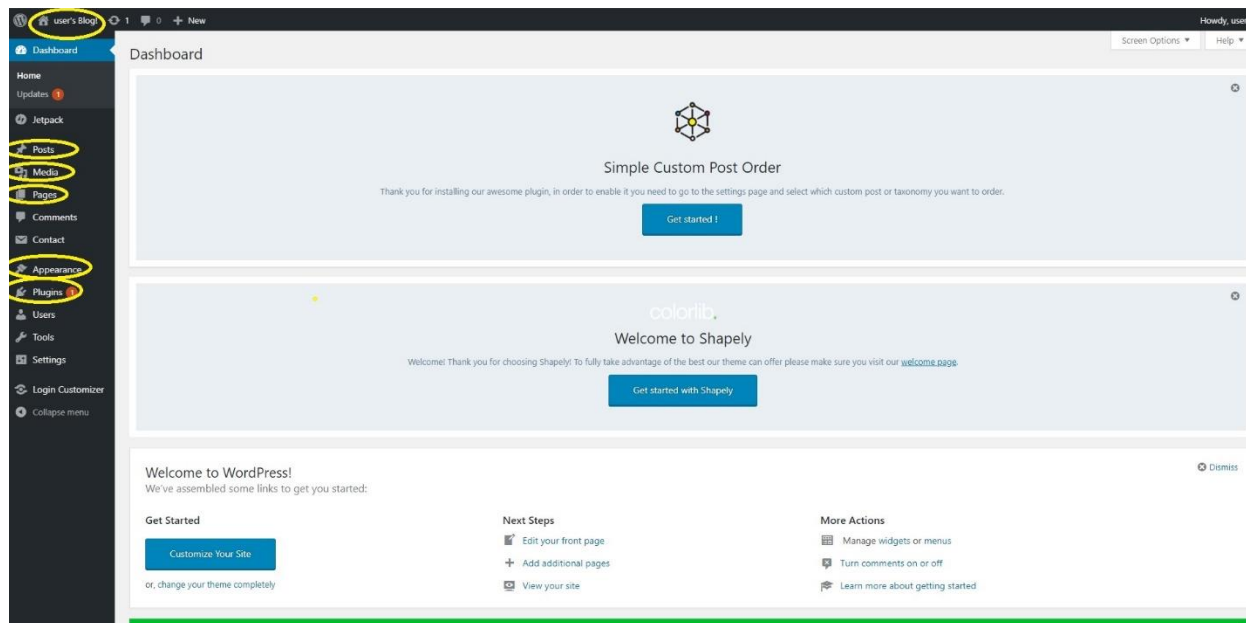 user's Blog! 1 0 + New
Howdy, user
Dashboard
Home
Updates 1
Jetpack
Posts
Media
Pages
Comments
Contact
Appearance
Plugins 1
Users
Tools
Settings
Login Customizer
Collapse menu
Screen Options Help
Dashboard
Simple Custom Post Order
Thank you for installing our awesome plugin, in order to enable it you need to go to the settings page and select which custom post or taxonomy you want to order.
Get started !
colorlib.
Welcome to Shapely
Welcome! Thank you for choosing Shapely! To fully take advantage of the best our theme can offer please make sure you visit our welcome page.
Get started with Shapely
Welcome to WordPress!
We've assembled some links to get you started:
Dismiss
Get Started
Customize Your Site
or, change your theme completely
Next Steps
Edit your front page
Add additional pages
View your site
More Actions
Manage widgets or menus
Turn comments on or off
Learn more about getting started